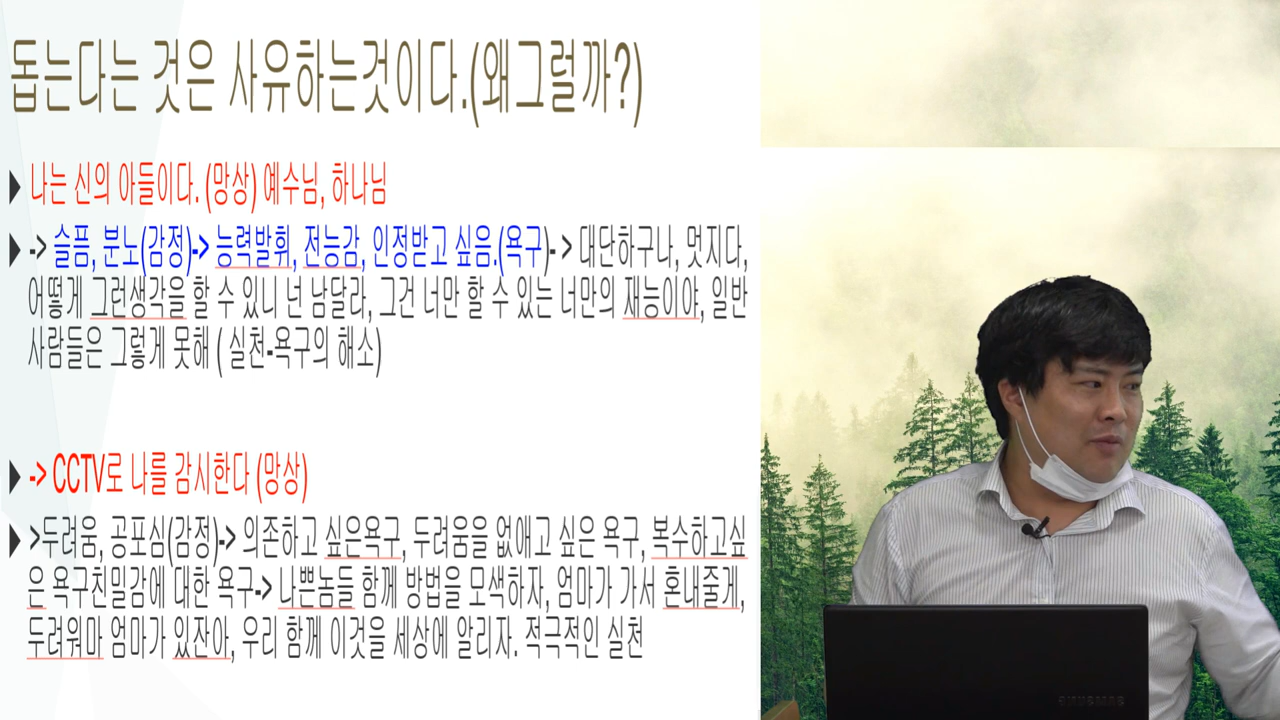 돕는다는 것은 사유하는것이다.(왜그럴까?)
나는 신의 아들이다. (망상) 예수님, 하나님
-> 슬픔, 분노(감정)-> 능력발휘, 전능감, 인정받고 싶음.(욕구)- > 대단하구나, 멋지다,
어떻게 그런생각을 할 수 있니 넌 남달라, 그건 너만 할 수 있는 너만의 재능이야, 일반
사람들은 그렇게 못해 ( 실천-욕구의 해소)
-> CCTV로 나를 감시한다 (망상)
>두려움, 공포심(감정)-> 의존하고 싶은욕구, 두려움을 없애고 싶은 욕구, 복수하고싶
은 욕구친밀감에 대한 욕구-> 나쁜놈들 함께 방법을 모색하자, 엄마가 가서 혼내줄게,
두려워마 엄마가 있잔아, 우리 함께 이것을 세상에 알리자. 적극적인 실천
SAMSUNG